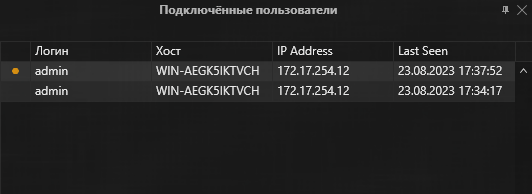 Подключённые пользователи
Логин Хост IP Address Last Seen
admin WIN-AEGK5IKTVCH 172.17.254.12 23.08.2023 17:37:52
admin WIN-AEGK5IKTVCH 172.17.254.12 23.08.2023 17:34:17